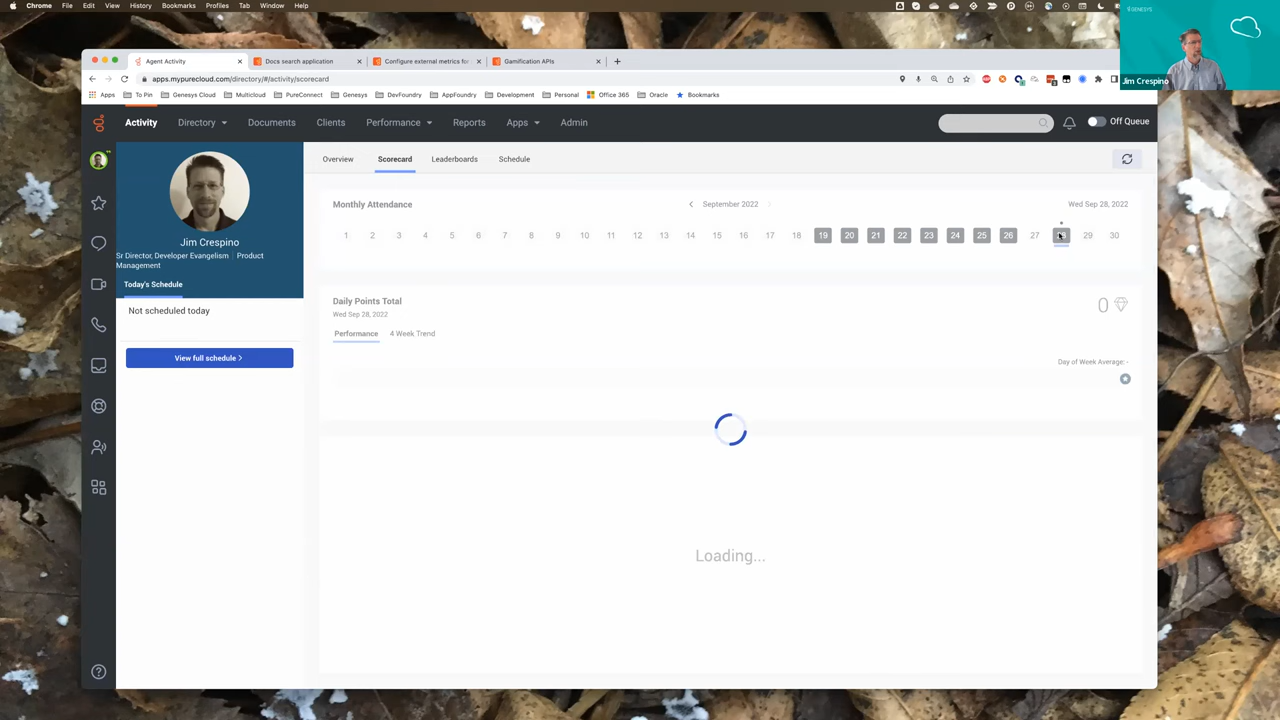 Chrome File Edit View History Bookmarks Profiles Tab Window Help
GENESYS
Jim Crespino
Agent Activity
Docs search application
Configure external metrics for
Gamification APIs
apps.mypurecloud.com/directory/#/activity/scorecard
Apps To Pin Genesys Cloud Multicloud PureConnect Genesys DevFoundry AppFoundry Development Personal Office 365 Oracle Bookmarks
Activity Directory Documents Clients Performance Reports Apps Admin Off Queue
Overview Scorecard Leaderboards Schedule
Jim Crespino
Sr Director, Developer Evangelism Product
Management
Today's Schedule
Not scheduled today
View full schedule
Monthly Attendance September 2022 Wed Sep 28, 2022
1 2 3 4 5 6 7 8 9 10 11 12 13 14 15 16 17 18 19 20 21 22 23 24 25 26 27 28 29 30
Daily Points Total
Wed Sep 28, 2022
0
Performance 4 Week Trend
Day of Week Average: -
Loading...